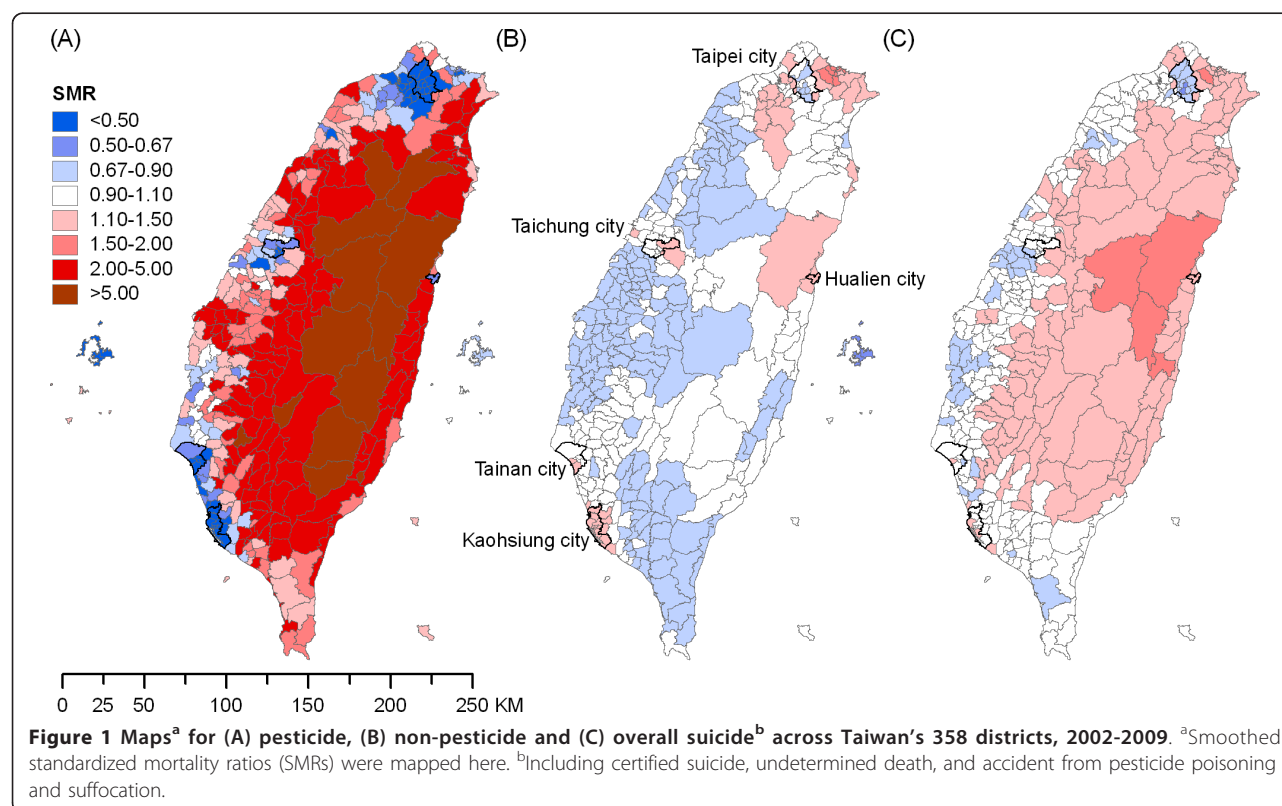 (A)
(B)
(C)
SMR
<0.50
0.50-0.67
0.67-0.90
0.90-1.10
1.10-1.50
1.50-2.00
2.00-5.00
>5.00
Taipei city
Taichung city
Hualien city
Tainan city
Kaohsiung city
0 25 50 100 150 200 250 KM
Figure 1 Mapsᵃ for (A) pesticide, (B) non-pesticide and (C) overall suicideᵇ across Taiwan's 358 districts, 2002-2009. ᵃSmoothed
standardized mortality ratios (SMRs) were mapped here. ᵇIncluding certified suicide, undetermined death, and accident from pesticide poisoning
and suffocation.